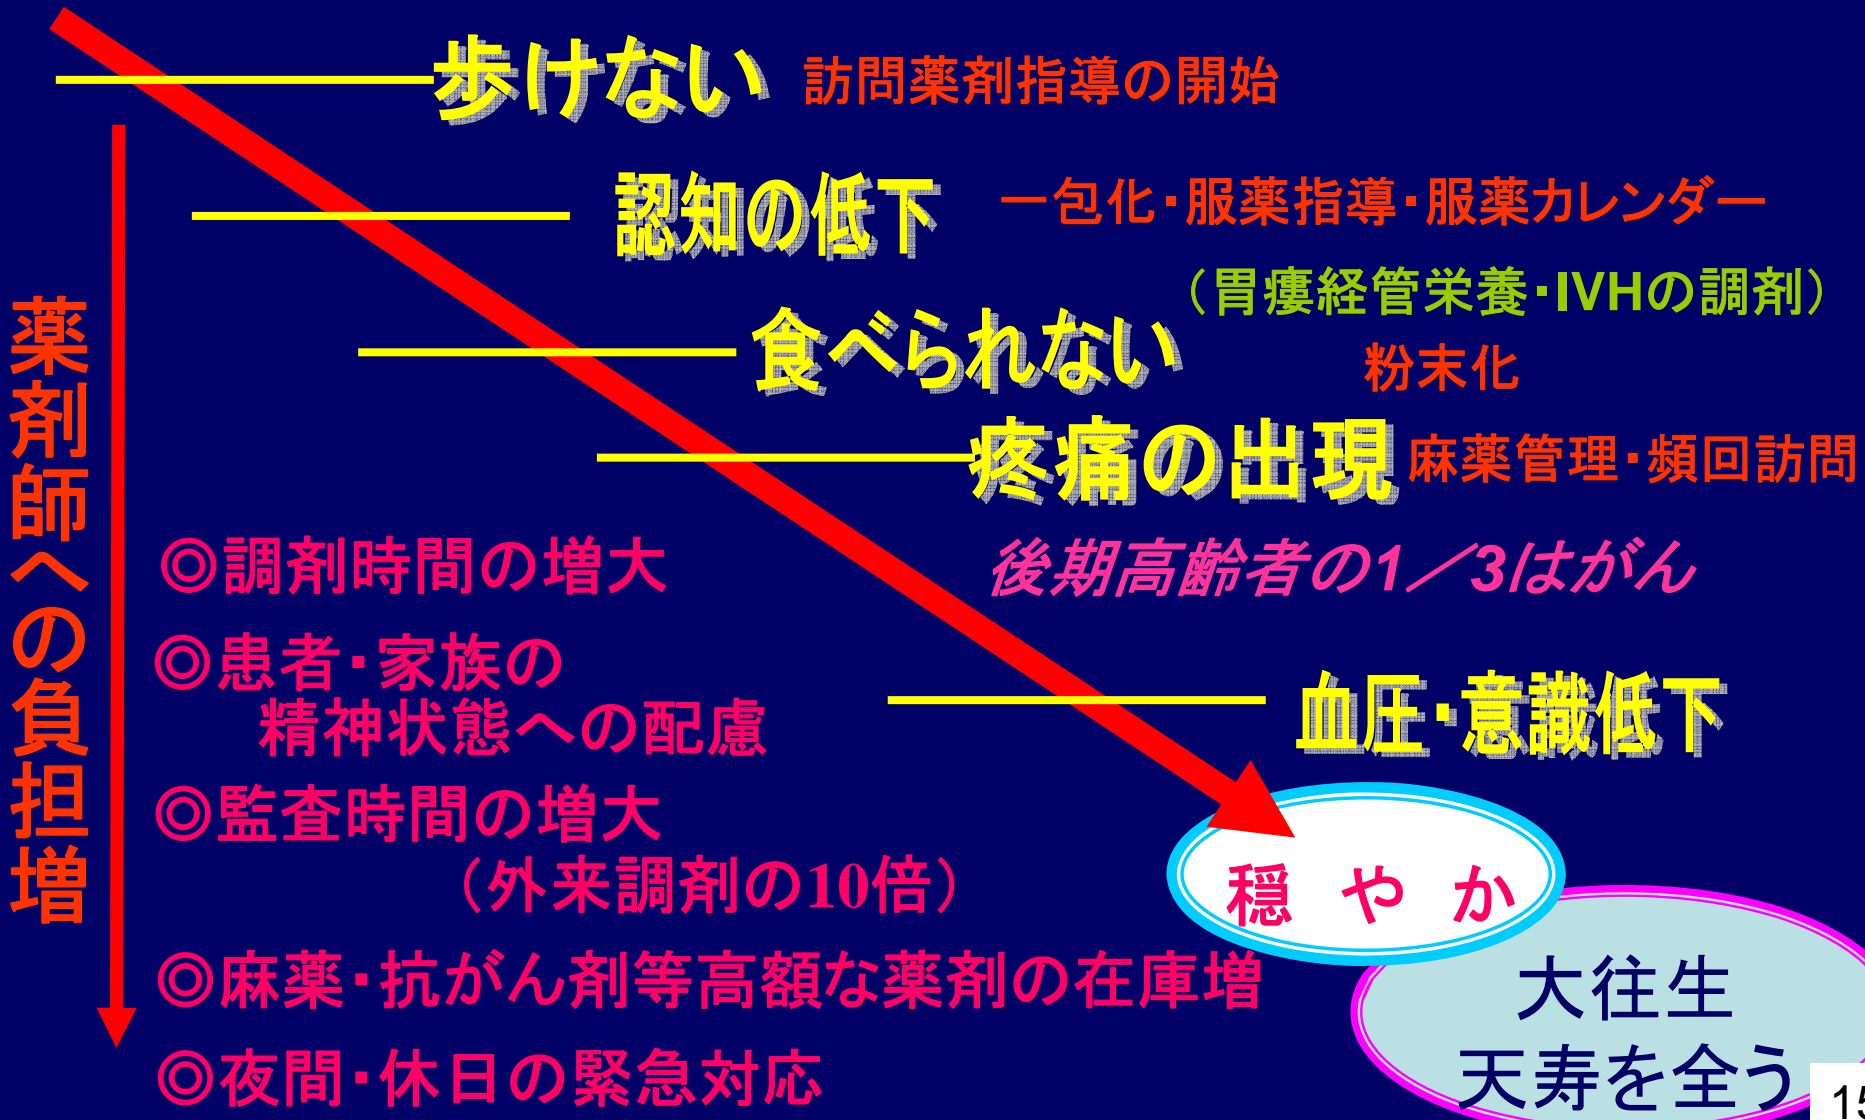 歩けない 訪問薬剤指導の開始
認知の低下 一包化・服薬指導・服薬カレンダー
（胃瘻経管栄養・IVHの調剤）
食べられない 粉末化
疼痛の出現 麻薬管理・頻回訪問
後期高齢者の1／3はがん
血圧・意識低下
薬剤師への負担増
◎調剤時間の増大
◎患者・家族の
精神状態への配慮
◎監査時間の増大
（外来調剤の10倍）
◎麻薬・抗がん剤等高額な薬剤の在庫増
◎夜間・休日の緊急対応
穏やか
大往生
天寿を全う
15